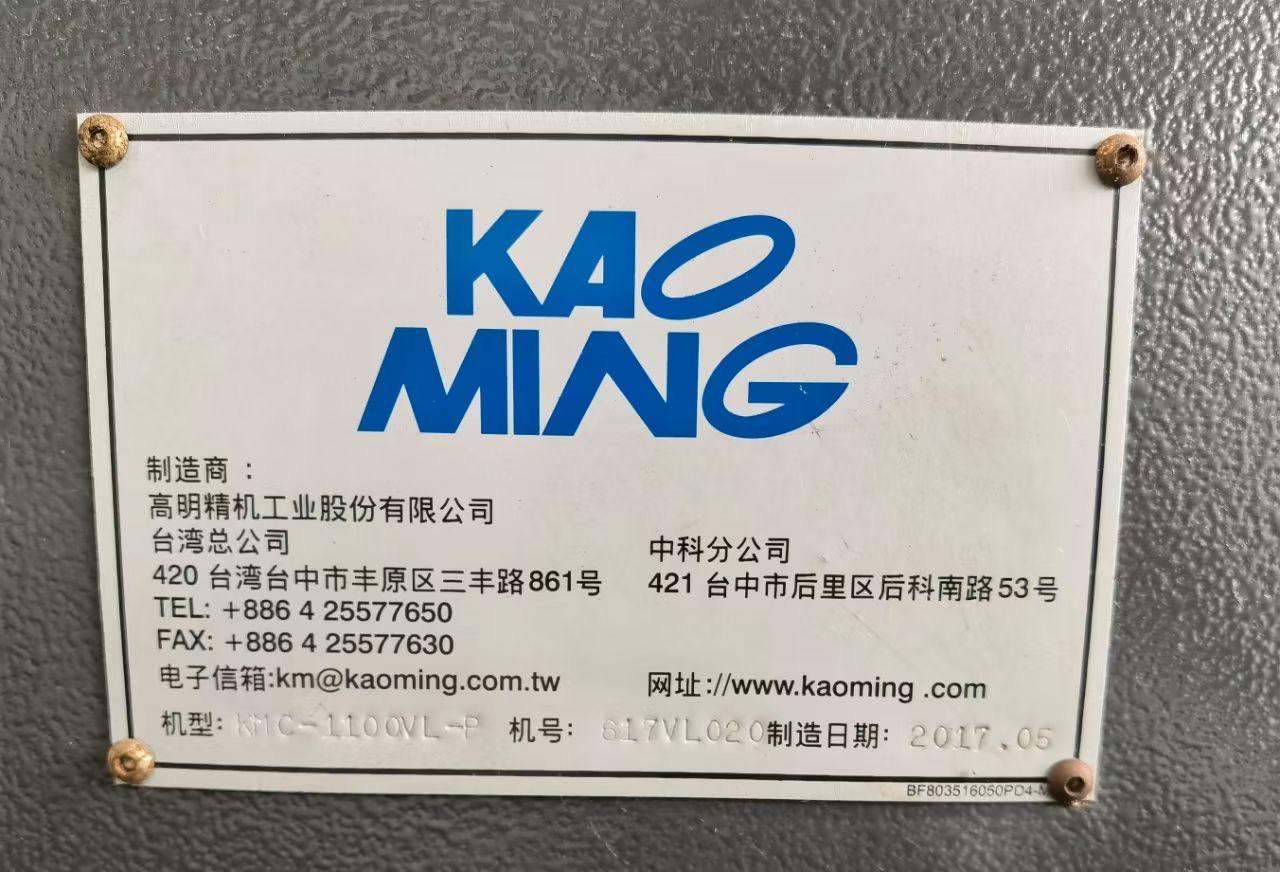 KAO
MING
制造商：
高明精机工业股份有限公司
台湾总公司
420 台湾台中市丰原区三丰路861号
TEL: +886 4 25577650
FAX: +886 4 25577630
电子信箱:km@kaoming.com.tw
中科分公司
421 台中市后里区后科南路53号
网址://www.kaoming .com
机型: KMC-1100VL-P 机号: 617VL020 制造日期: 2017.05
BF803516050PD4-M